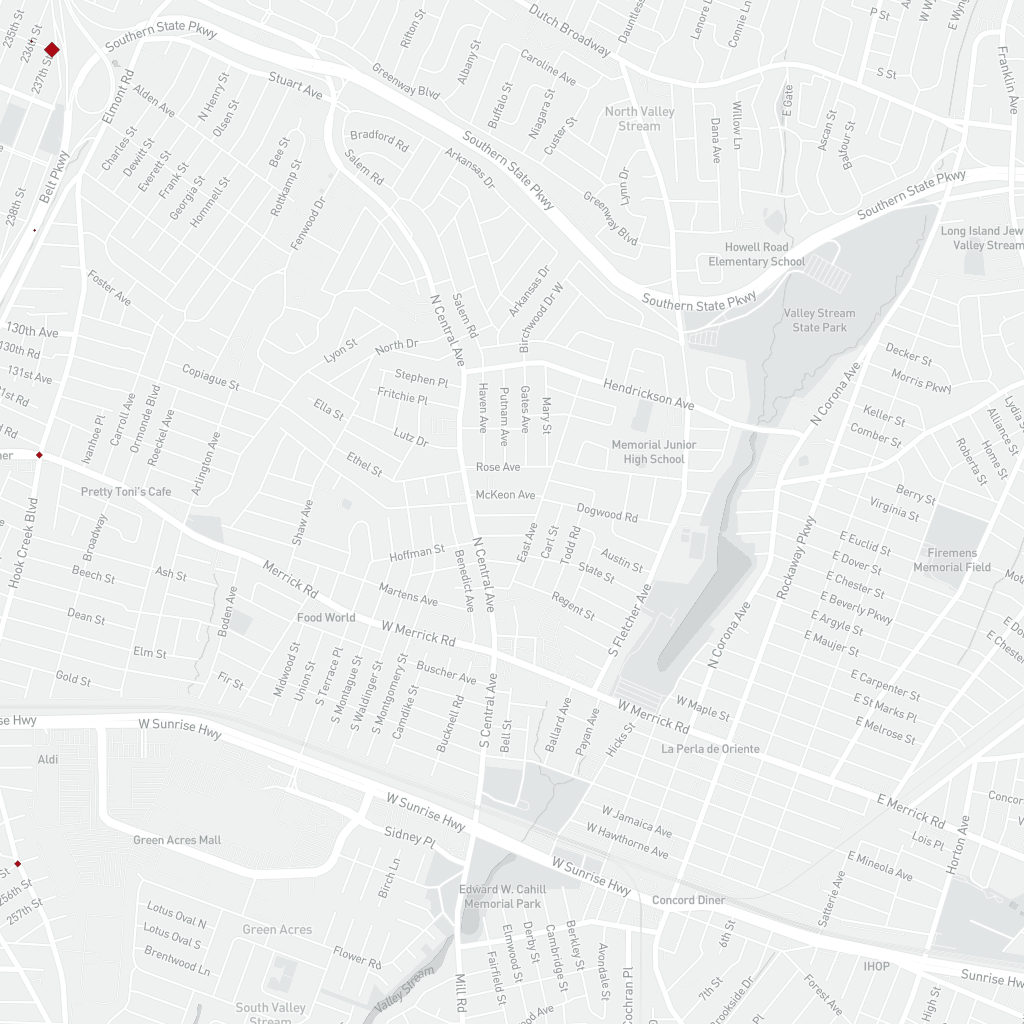 235th St
236th St
237th St
Southern State Pkwy
Rifton St
Dutch Broadway
Dauntless
Lenore L
Connie Ln
P St
W W
E Wyng
Franklin Ave
Albany St
Caroline Ave
S St
Elmont Rd
Stuart Ave
Greenway Blvd
Alden Ave
N Henry St
Olsen St
Buffalo St
Niagara St
Custer St
North Valley
Stream
Willow Ln
Dana Ave
E Gate
Ascan St
Balfour St
Belt Pkwy
238th St
Charles St
Dewitt St
Everett St
Frank St
Georgia St
Hommell St
Bee St
Rottkamp St
Fenwood Dr
Bradford Rd
Salem Rd
Arkansas Dr
Southern State Pkwy
Lynn Dr
Greenway Blvd
Southern State Pkwy
Long Island Jew
Valley Stream
Howell Road
Elementary School
Foster Ave
130th Ave
130th Rd
131st Ave
Salem Rd
N Central Ave
Arkansas Dr
Birchwood Dr W
Southern State Pkwy
Valley Stream
State Park
Lyon St
North Dr
Copiague St
Stephen Pl
Fritchie Pl
Haven Ave
Putnam Ave
Gates Ave
Mary St
Hendrickson Ave
Decker St
Morris Pkwy
N Corona Ave
Ivanhoe Pl
Carroll Ave
Ormonde Blvd
Roeckel Ave
Arlington Ave
Ella St
Lutz Dr
Ethel St
Rose Ave
Memorial Junior
High School
Keller St
Comber St
Lydia S
Alliance St
Home St
Roberta St
Pretty Toni's Cafe
McKeon Ave
Dogwood Rd
Berry St
Virginia St
Hook Creek Blvd
Broadway
Shaw Ave
Hoffman St
N Central Ave
East Ave
Carl St
Todd Rd
Austin St
State St
Rockaway Pkwy
E Euclid St
E Dover St
E Chester St
E Beverly Pkwy
E Argyle St
E Maujer St
Firemens
Memorial Field
Beech St
Ash St
Merrick Rd
Martens Ave
Benedict Ave
Regent St
S Fletcher Ave
N Corona Ave
Dean St
Boden Ave
Food World
W Merrick Rd
E Chester
Elm St
Gold St
Fir St
Midwood St
Union St
S Terrace Pl
S Montague St
S Waldinger St
S Montgomery St
Camdike St
Buscher Ave
Bucknell Rd
S Central Ave
Bell St
Ballard Ave
Payan Ave
Hicks St
W Maple St
W Merrick Rd
E Carpenter St
E St Marks Pl
E Melrose St
La Perla de Oriente
W Sunrise Hwy
Aldi
W Sunrise Hwy
Green Acres Mall
Sidney Pl
Birch Ln
W Jamaica Ave
W Hawthorne Ave
E Merrick Rd
Lois Pl
Horton Ave
E Mineola Ave
W Sunrise Hwy
256th St
257th St
Edward W. Cahill
Memorial Park
Concord Diner
Satterie Ave
Lotus Oval N
Lotus Oval S
Brentwood Ln
Green Acres
Flower Rd
Valley Stream
South Valley
Stream
Mill Rd
Fairfield St
Elmwood St
Derby St
Cambridge St
Berkley St
Avondale St
Cochran Pl
6th St
7th St
Brookside Dr
Forest Ave
IHOP
Sunrise Hw
High St